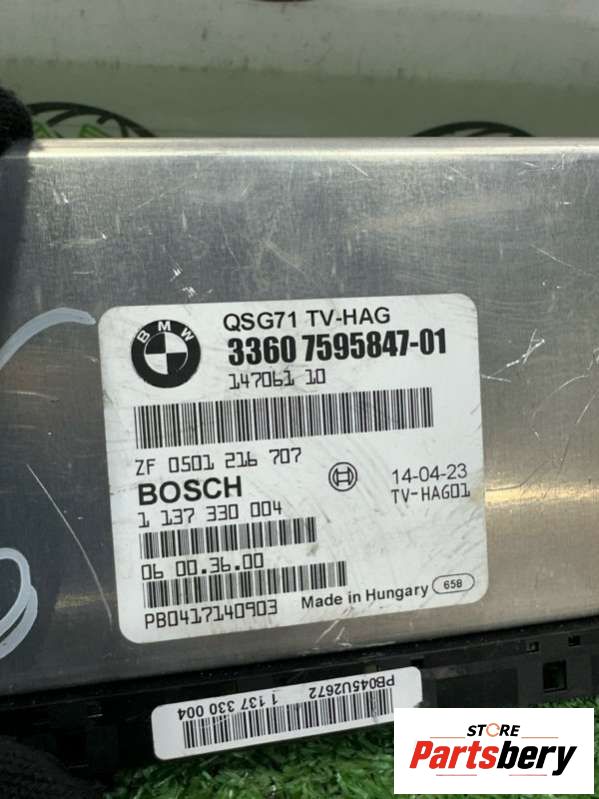 BMW
QSG71 TV-HAG
3360 7595847-01
147061 10
ZF 0501 216 707
BOSCH
14-04-23
TV-HAG01
1 137 330 004
06 00.36.00
PB0417140903
Made in Hungary 658
PB045U2672
1 137 330 004
STORE
Partsbery